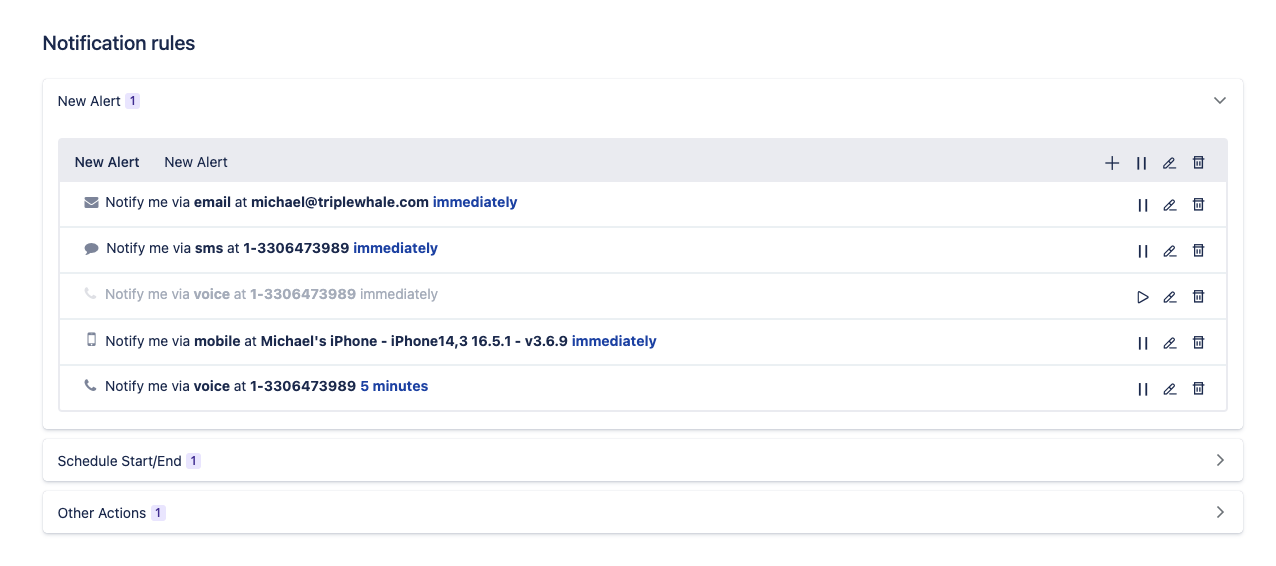 Notification rules
New Alert 1
New Alert New Alert
Notify me via email at michael@triplewhale.com immediately
Notify me via sms at 1-3306473989 immediately
Notify me via voice at 1-3306473989 immediately
Notify me via mobile at Michael's iPhone - iPhone14,3 16.5.1 - v3.6.9 immediately
Notify me via voice at 1-3306473989 5 minutes
Schedule Start/End 1
Other Actions 1